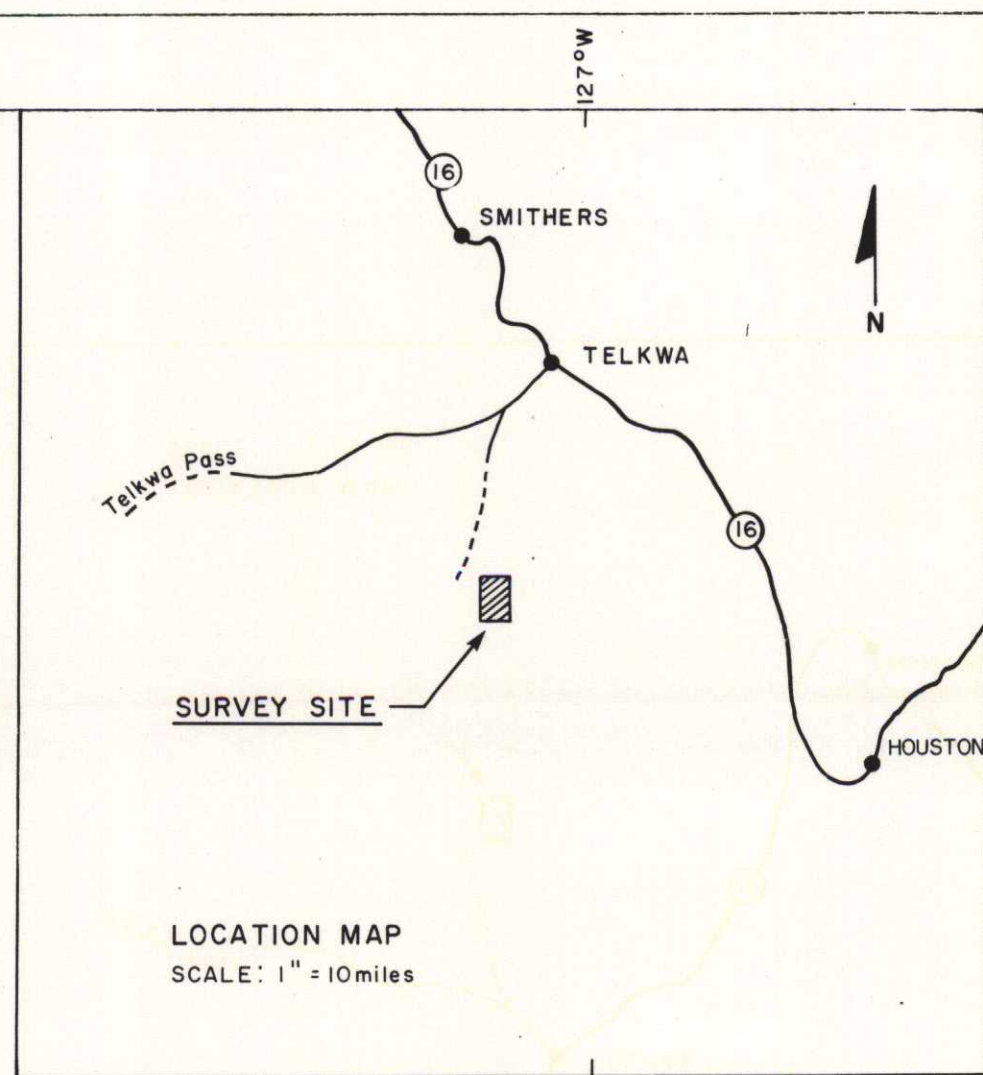 127°W
16
SMITHERS
N
TELKWA
Telkwa Pass
16
SURVEY SITE
HOUSTON
LOCATION MAP
SCALE: 1" = 10 miles